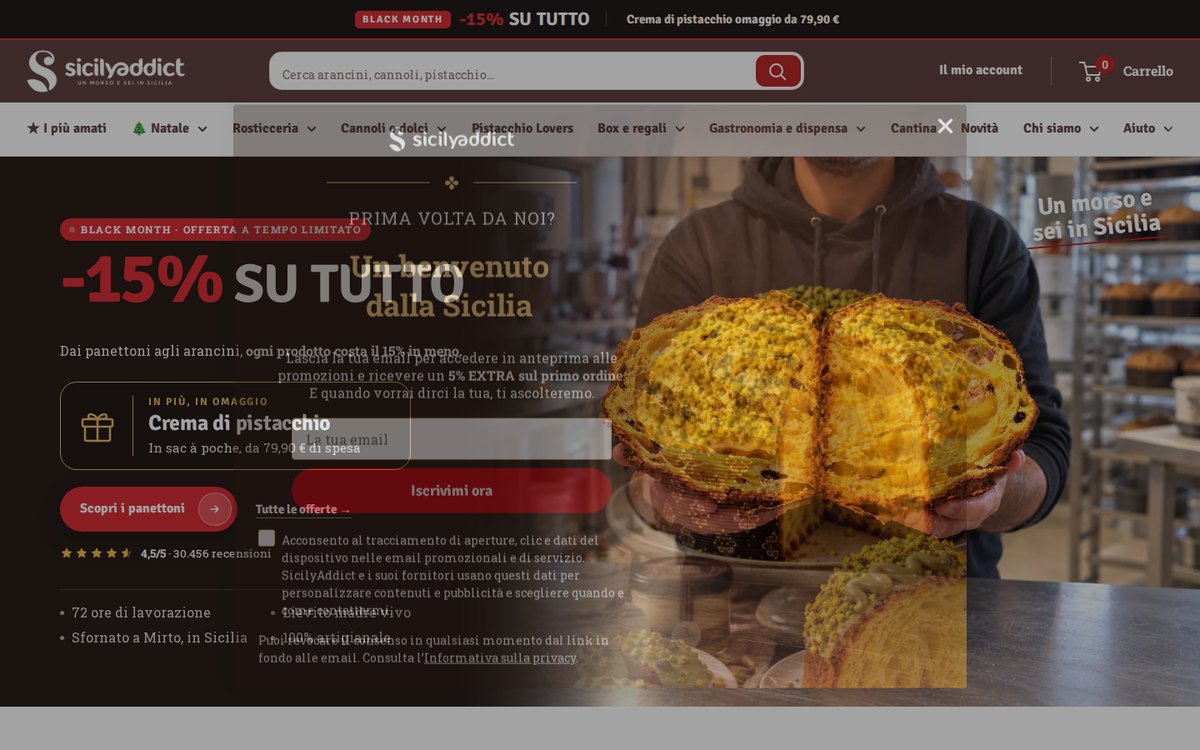 BLACK MONTH -15% SU TUTTO Crema di pistacchio omaggio da 79,90 €
sicilyaddict
UN MORSO E SEI IN SICILIA
Cerca arancini, cannoli, pistacchio...
Il mio account
0
Carrello
★ I più amati
Natale
Rosticceria
Cannoli e dolci
Pistacchio Lovers
Box e regali
Gastronomia e dispensa
Cantina
Novità
Chi siamo
Aiuto
sicilyaddict
PRIMA VOLTA DA NOI?
Un benvenuto
dalla Sicilia
Lascia la tua email per accedere in anteprima alle
promozioni e ricevere un 5% EXTRA sul primo ordine.
E quando vorrai dirci la tua, ti ascolteremo.
La tua email
Iscrivimi ora
Acconsento al tracciamento di aperture, clic e dati del
dispositivo nelle email promozionali e di servizio.
SicilyAddict e i suoi fornitori usano questi dati per
personalizzare contenuti e pubblicità e scegliere quando e
come contattarmi.
Puoi revocare il consenso in qualsiasi momento dal link in
fondo alle email. Consulta l'Informativa sulla privacy.
BLACK MONTH · OFFERTA A TEMPO LIMITATO
-15% SU TUTTO
Dai panettoni agli arancini, ogni prodotto costa il 15% in meno.
IN PIÙ, IN OMAGGIO
Crema di pistacchio
In sac à poche, da 79,90 € di spesa
Scopri i panettoni →
Tutte le offerte →
4,5/5 · 30.456 recensioni
72 ore di lavorazione
Lievito madre vivo
Sfornato a Mirto, in Sicilia
100% artigianale
Un morso e
sei in Sicilia